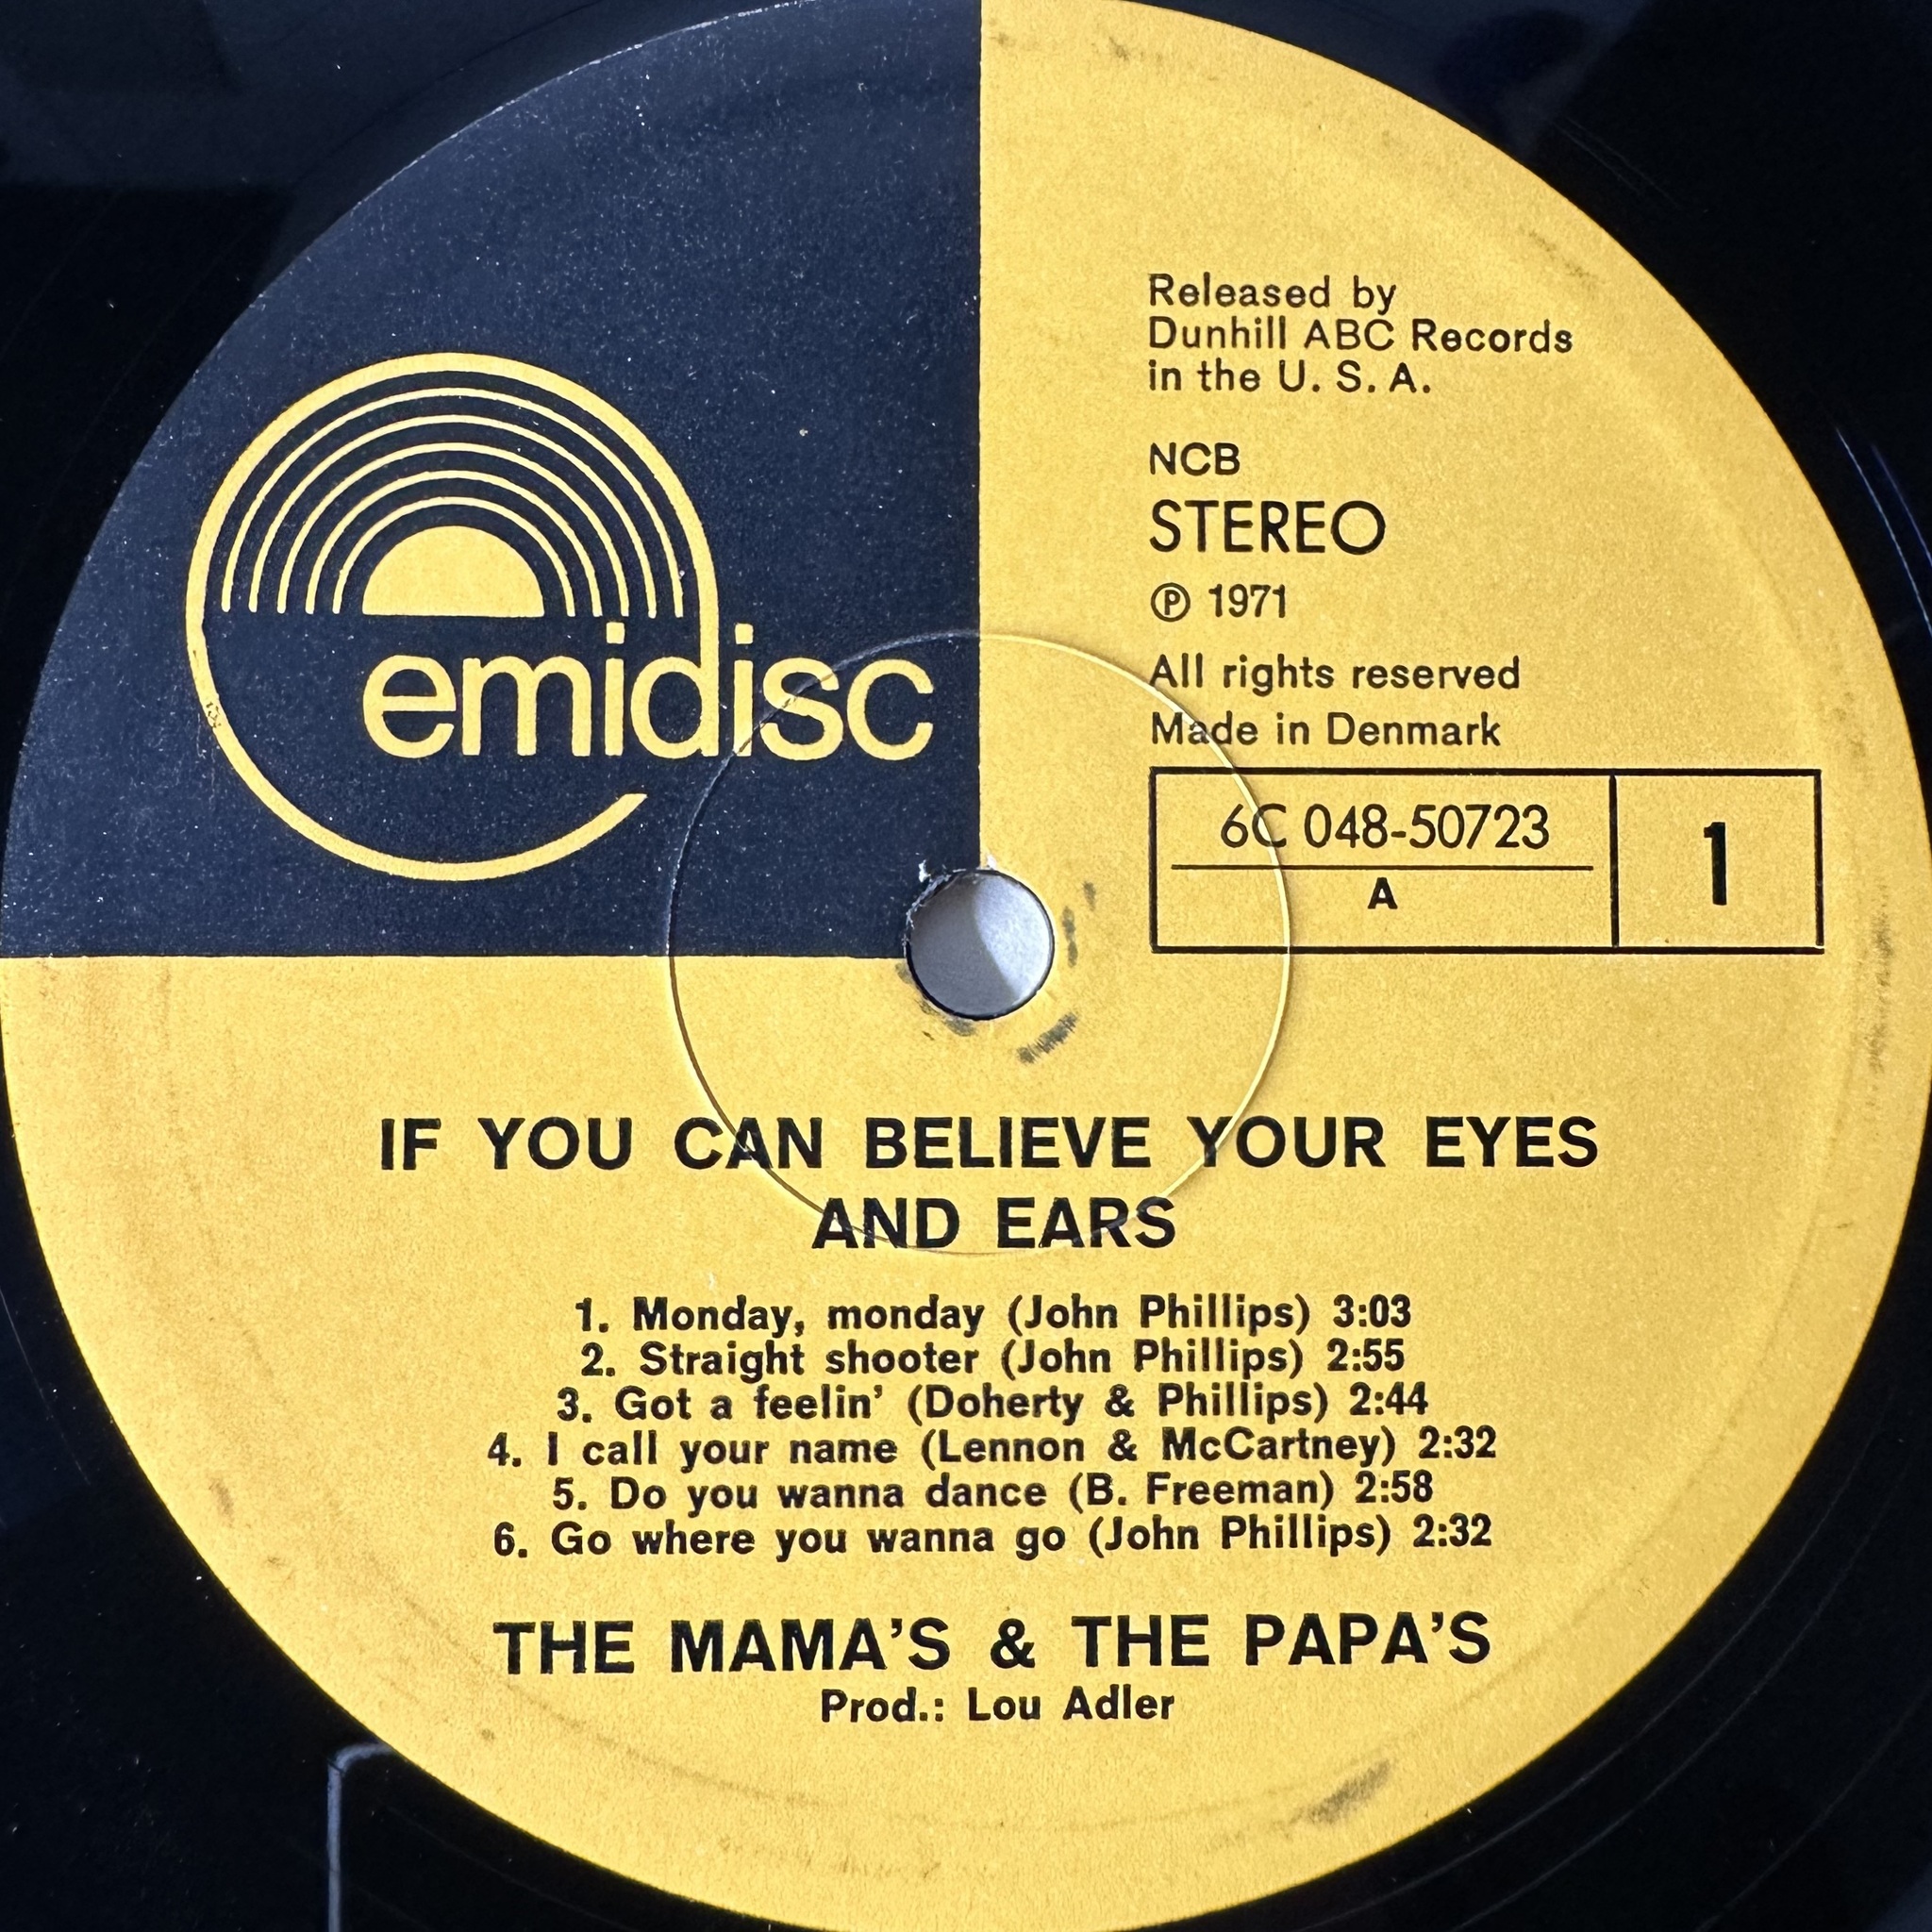 emidisc
Released by
Dunhill ABC Records
in the U. S. A.
NCB
STEREO
℗ 1971
All rights reserved
Made in Denmark
6C 048-50723
A
1
IF YOU CAN BELIEVE YOUR EYES
AND EARS
1. Monday, monday (John Phillips) 3:03
2. Straight shooter (John Phillips) 2:55
3. Got a feelin’ (Doherty & Phillips) 2:44
4. I call your name (Lennon & McCartney) 2:32
5. Do you wanna dance (B. Freeman) 2:58
6. Go where you wanna go (John Phillips) 2:32
THE MAMA’S & THE PAPA’S
Prod.: Lou Adler